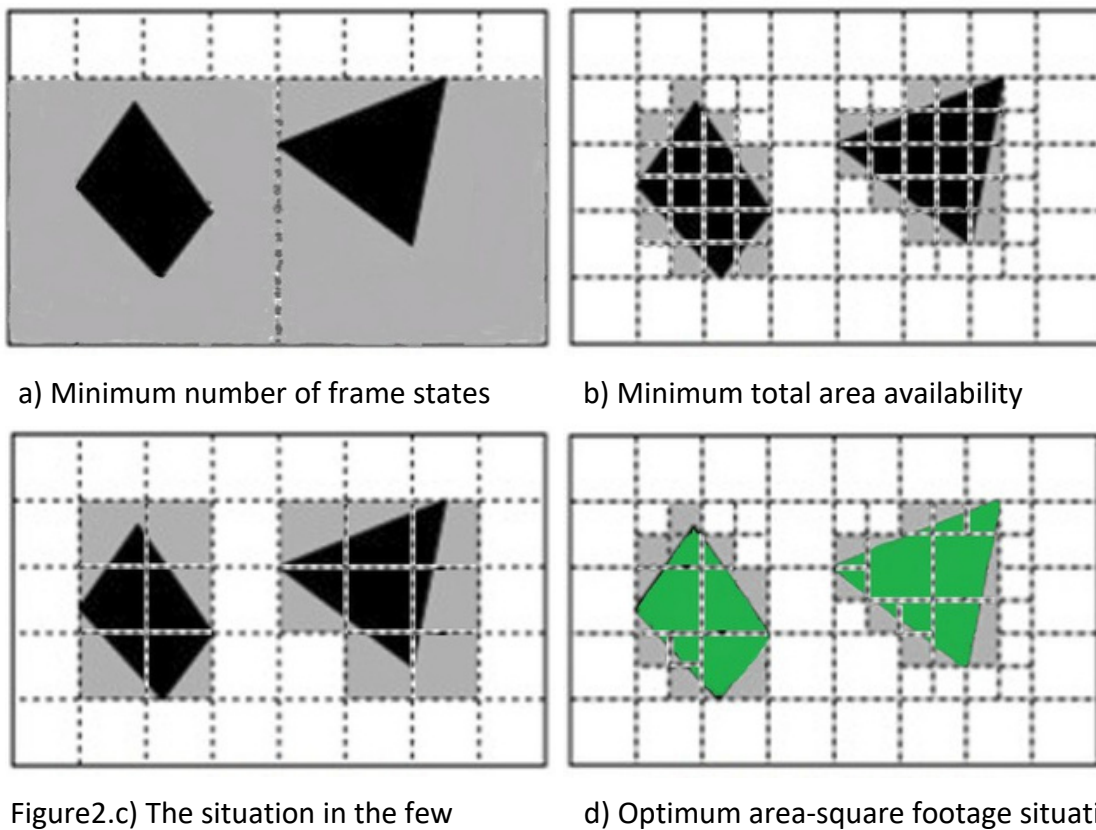 a) Minimum number of frame states
b) Minimum total area availability
Figure2.c) The situation in the few
d) Optimum area-square footage situati